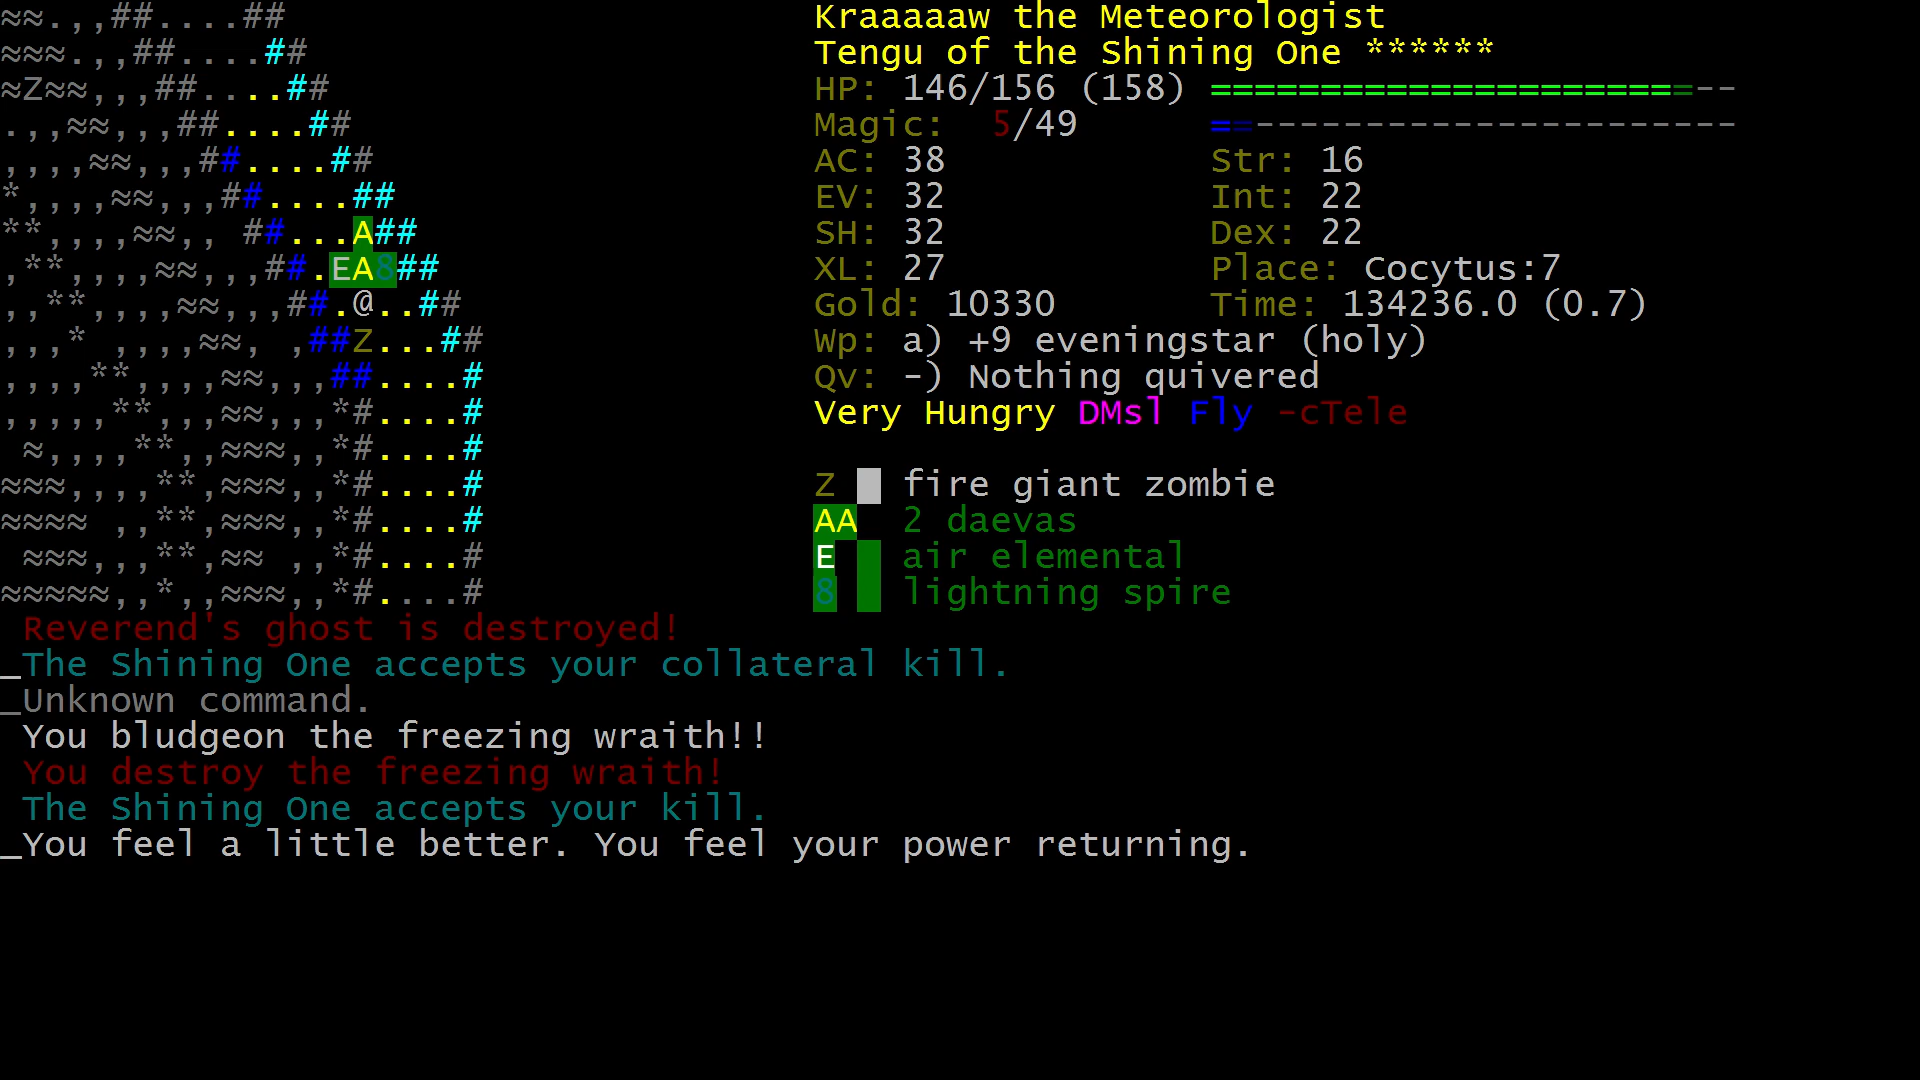 ≈≈.,,##....##
Kraaaaaw the Meteorologist
≈≈≈.,,##....##
Tengu of the Shining One ******
≈Z≈≈,,,##....##
HP: 146/156 (158) ======================--
.,,≈≈,,,##....##
Magic: 5/49 ==----------------------
,,,,≈≈,,,##....##
AC: 38 Str: 16
*,,,,≈≈,,,##....##
EV: 32 Int: 22
**,,,,≈≈,, ##...A##
SH: 32 Dex: 22
,**,,,,≈≈,,,##.EA8##
XL: 27 Place: Cocytus:7
,,**,,,,≈≈,,,##.@..##
Gold: 10330 Time: 134236.0 (0.7)
,,,* ,,,,≈≈, ,##Z...##
Wp: a) +9 eveningstar (holy)
,,,,**,,,,≈≈,,,##....#
Qv: -) Nothing quivered
,,,,,**,,,≈≈,,,*#....#
Very Hungry DMsl Fly -cTele
≈,,,,**,,≈≈≈,,*#....#
≈≈≈,,,,**,≈≈≈,,*#....#
Z fire giant zombie
≈≈≈≈ ,,**,≈≈≈,,*#....#
AA 2 daevas
≈≈≈,,,**,≈≈ ,,*#....#
E air elemental
≈≈≈≈≈,,*,,≈≈≈,,*#....#
8 lightning spire
Reverend's ghost is destroyed!
_The Shining One accepts your collateral kill.
_Unknown command.
You bludgeon the freezing wraith!!
You destroy the freezing wraith!
The Shining One accepts your kill.
_You feel a little better. You feel your power returning.